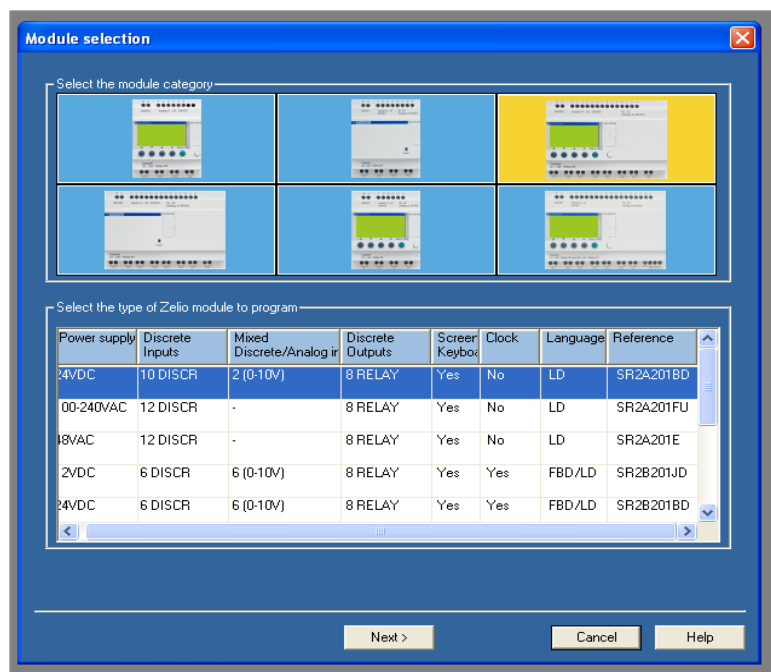 Module selection
Select the module category
Select the type of Zelio module to program
Power supply Discrete Inputs Mixed Discrete/Analog in Discrete Outputs Screen Keyboa Clock Language Reference
24VDC 10 DISCR 2 (0-10V) 8 RELAY Yes No LD SR2A201BD
00-240VAC 12 DISCR - 8 RELAY Yes No LD SR2A201FU
48VAC 12 DISCR - 8 RELAY Yes No LD SR2A201E
2VDC 6 DISCR 6 (0-10V) 8 RELAY Yes Yes FBD/LD SR2B201JD
24VDC 6 DISCR 6 (0-10V) 8 RELAY Yes Yes FBD/LD SR2B201BD
Next >
Cancel
Help